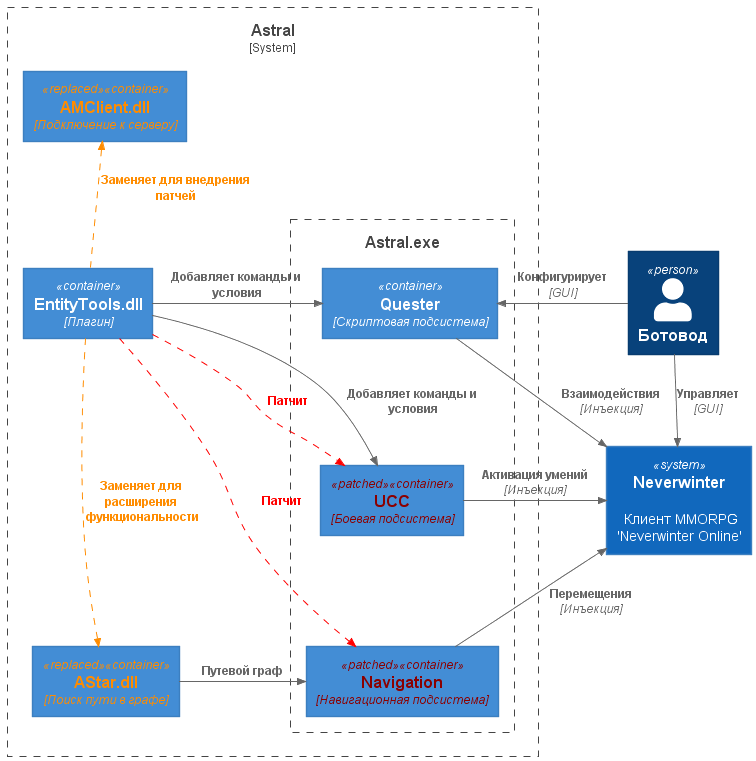 Astral
[System]
«replaced»«container»
AMClient.dll
[Подключение к серверу]
Заменяет для внедрения
патчей
Astral.exe
«container»
EntityTools.dll
[Плагин]
Добавляет команды и
условия
«container»
Quester
[Скриптовая подсистема]
Конфигурирует
[GUI]
«person»
Ботовод
Патчит
Добавляет команды и
условия
Взаимодействия
[Инъекция]
Управляет
[GUI]
Заменяет для
расширения
функциональности
Патчит
«patched»«container»
UCC
[Боевая подсистема]
Активация умений
[Инъекция]
«system»
Neverwinter
Клиент MMORPG
'Neverwinter Online'
Перемещения
[Инъекция]
«replaced»«container»
AStar.dll
[Поиск пути в графе]
Путевой граф
«patched»«container»
Navigation
[Навигационная подсистема]